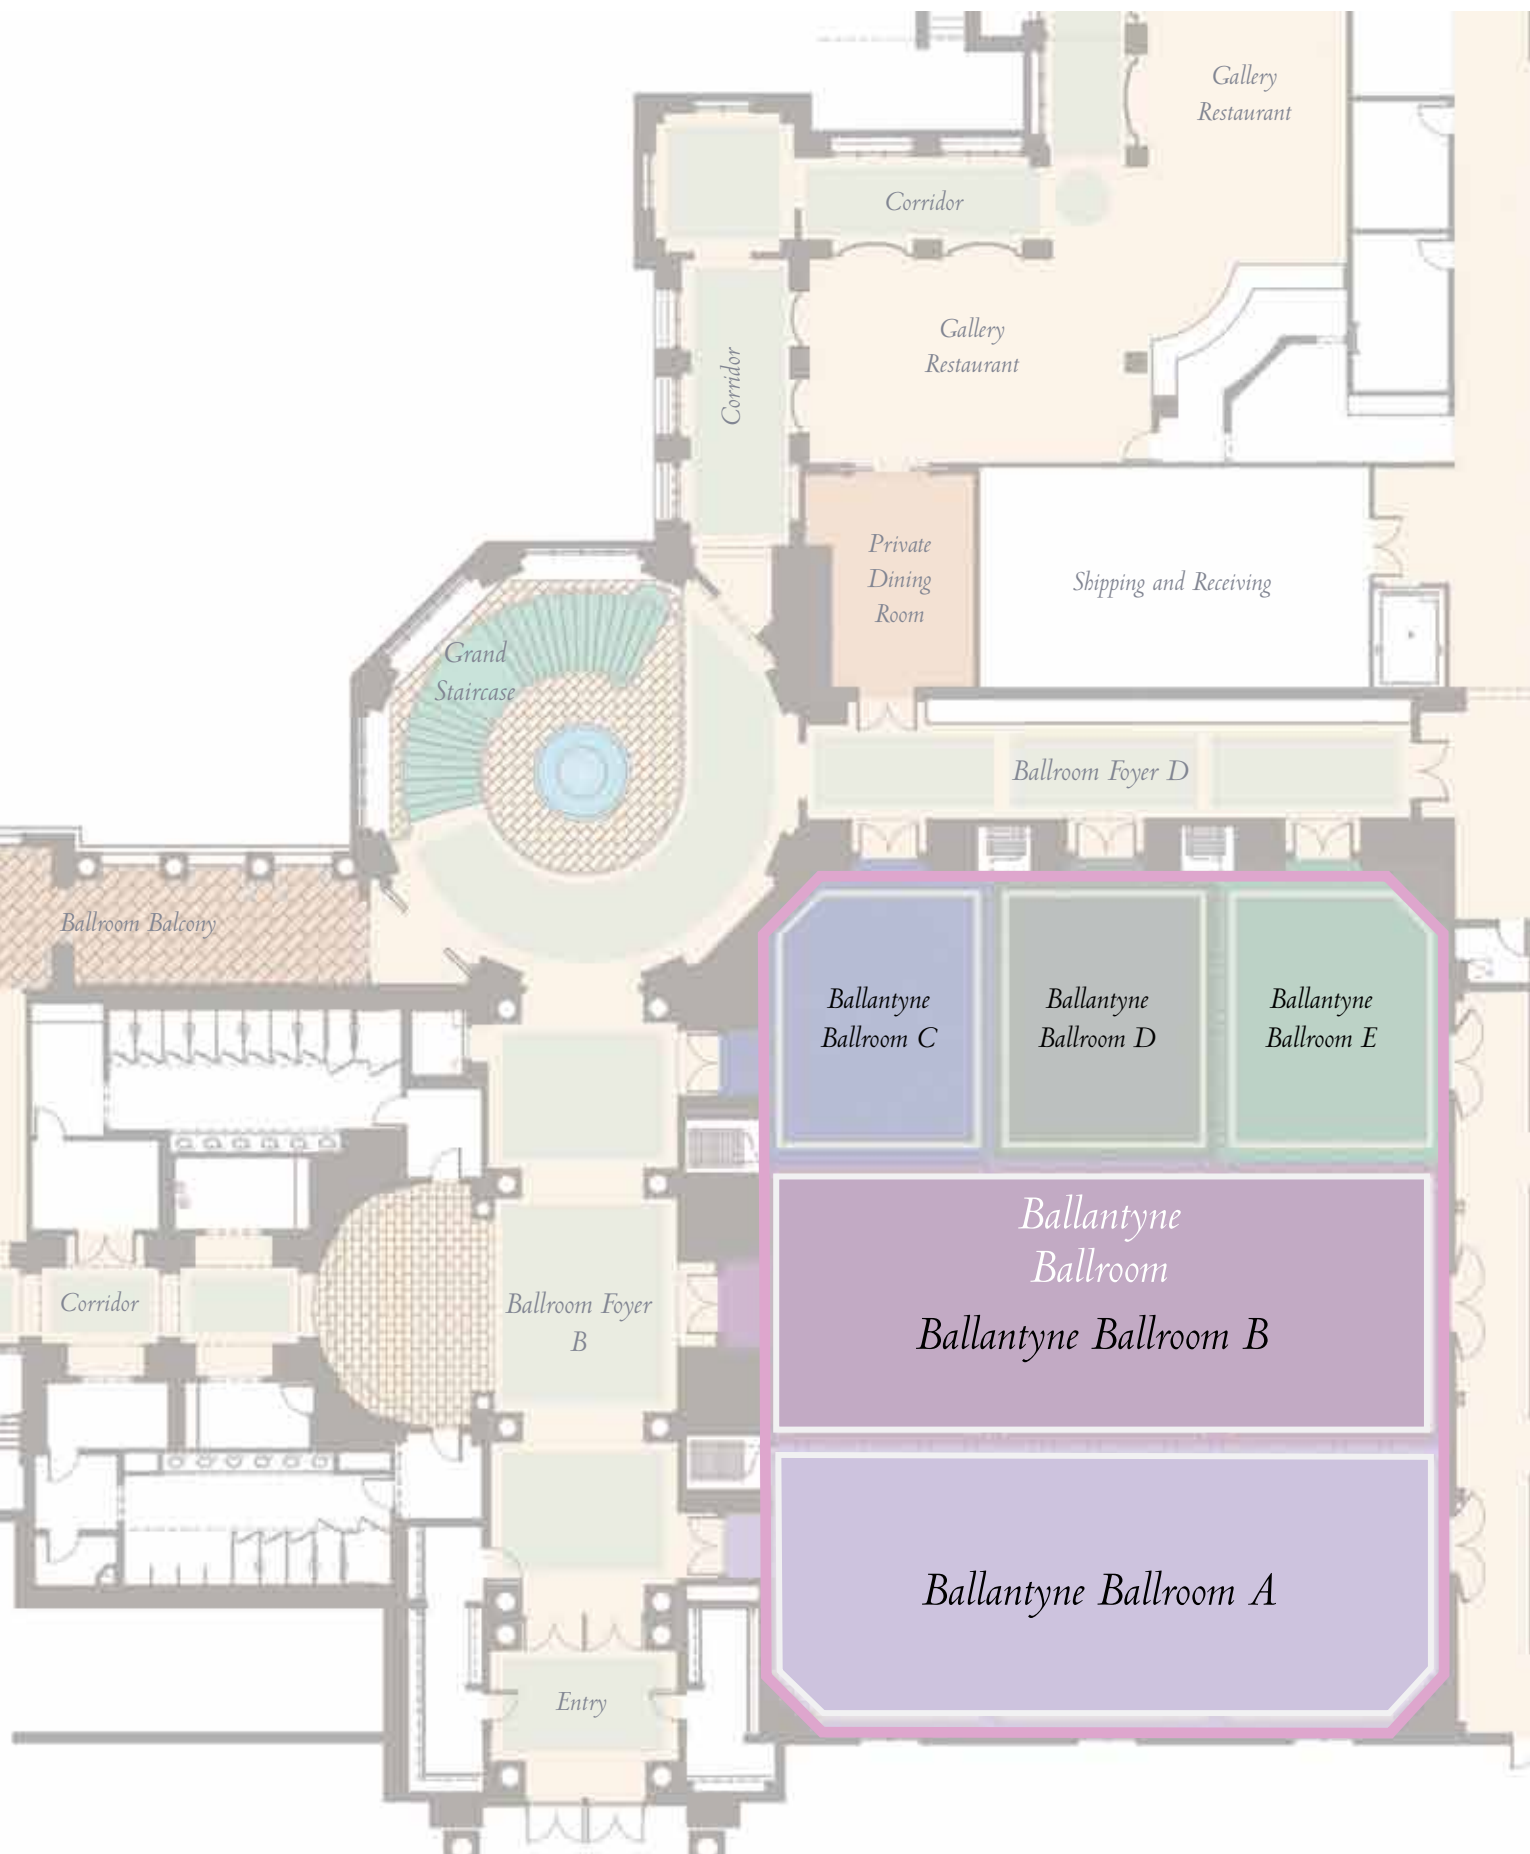 Gallery
Restaurant
Corridor
Gallery
Restaurant
Corridor
Private
Dining
Room
Shipping and Receiving
Grand
Staircase
Ballroom Foyer D
Ballroom Balcony
Ballantyne
Ballroom C
Ballantyne
Ballroom D
Ballantyne
Ballroom E
Ballantyne
Ballroom
Ballantyne Ballroom B
Corridor
Ballroom Foyer
B
Ballantyne Ballroom A
Entry